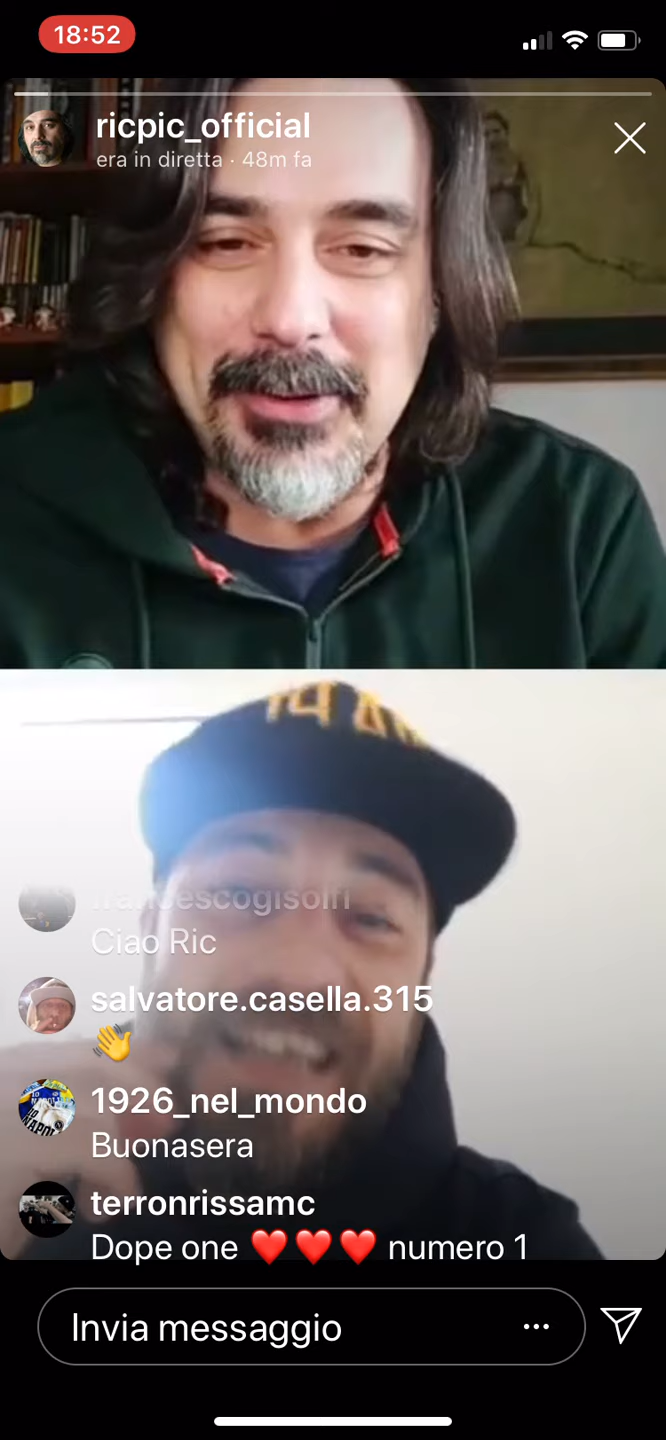 18:52
ricpic_official
era in diretta · 48m fa
francescogisolfi
Ciao Ric
salvatore.casella.315
👋
1926_nel_mondo
Buonasera
terronrissamc
Dope one ❤️❤️❤️ numero 1
Invia messaggio